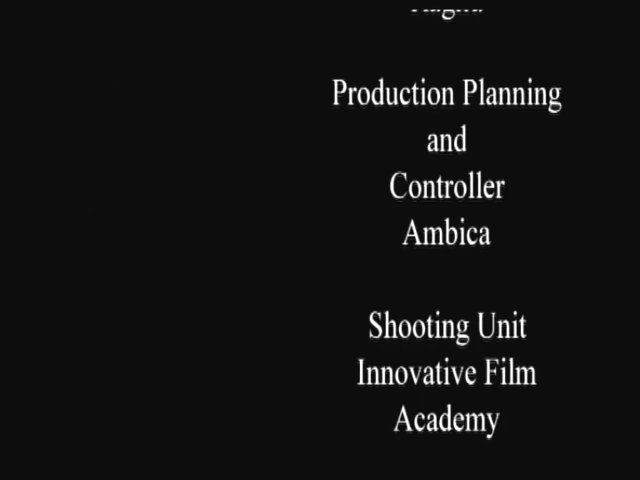 Production Planning
and
Controller
Ambica
Shooting Unit
Innovative Film
Academy